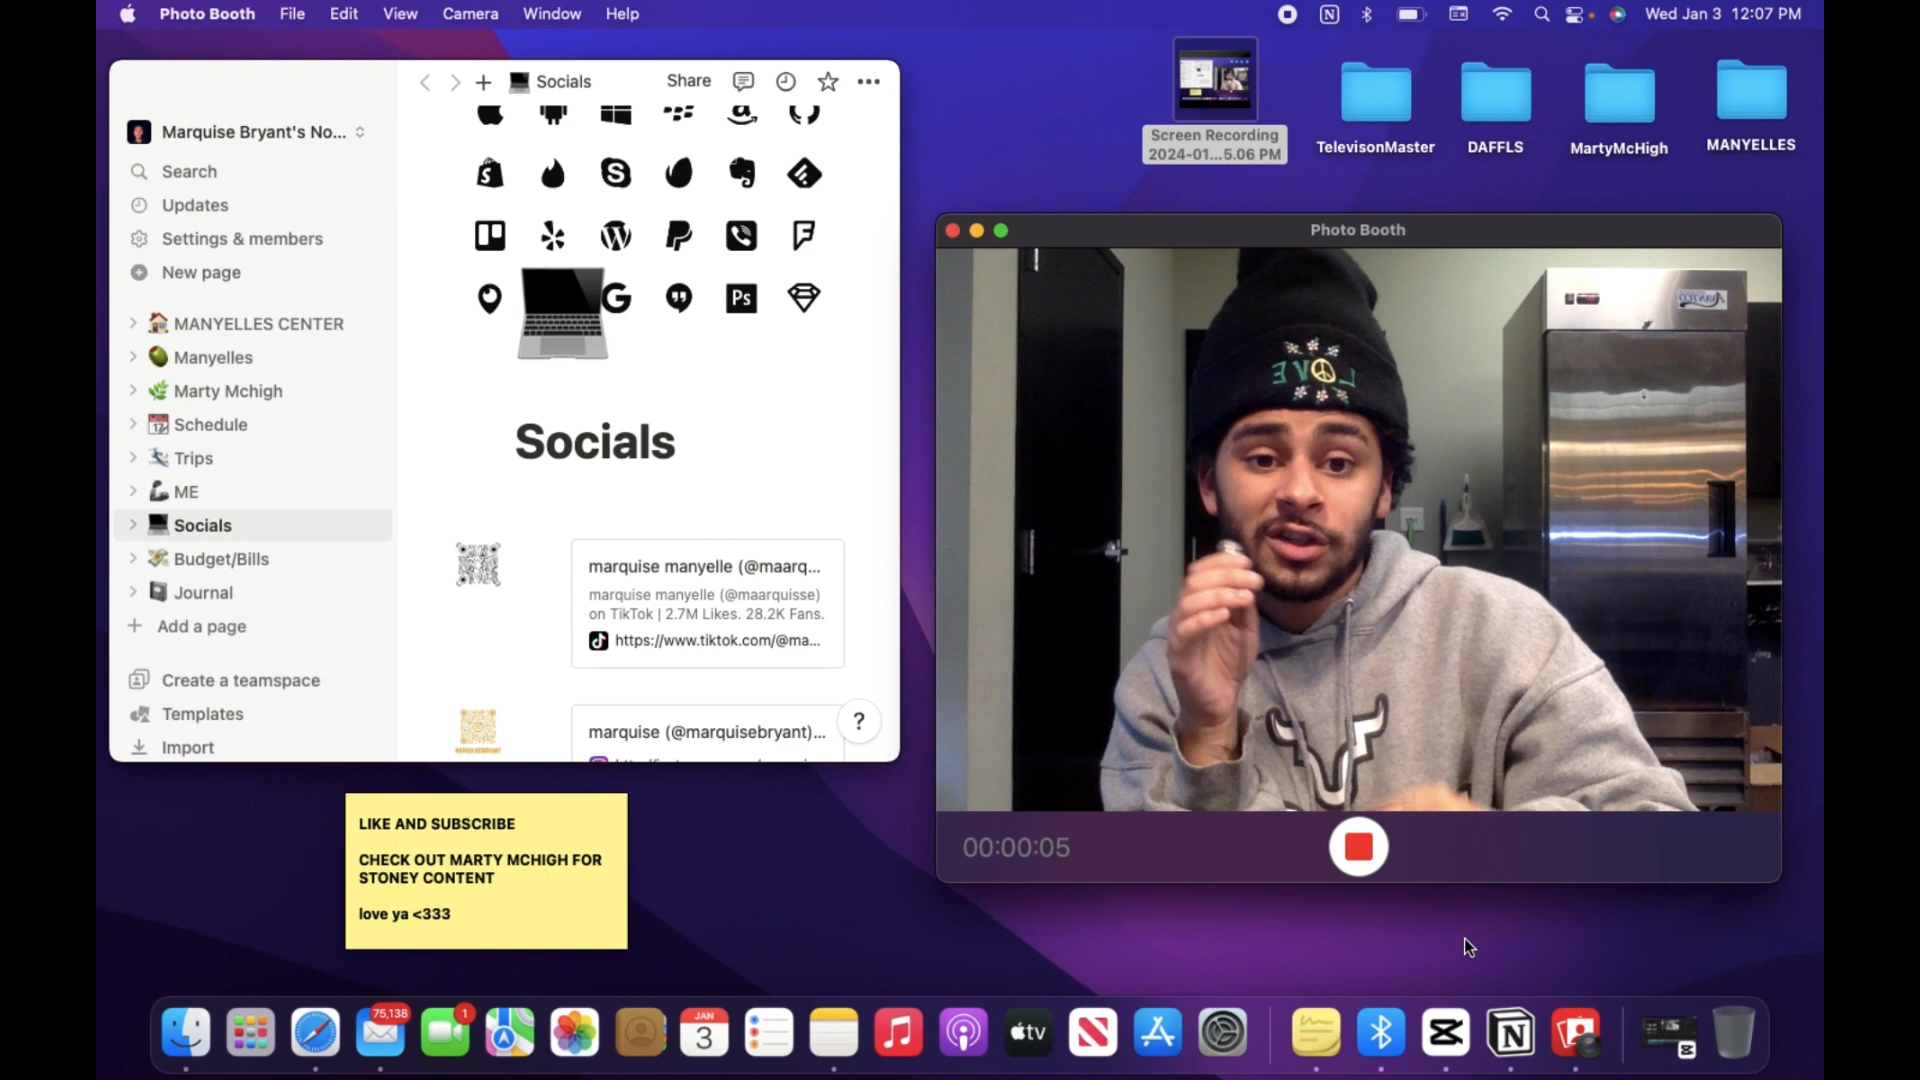 Photo Booth File Edit View Camera Window Help
Wed Jan 3 12:07 PM
Socials
Share
Marquise Bryant's No...
Search
Updates
Settings & members
New page
MANYELLES CENTER
Manyelles
Marty Mchigh
Schedule
Trips
ME
Socials
Budget/Bills
Journal
Add a page
Create a teamspace
Templates
Import
Ps
Socials
marquise manyelle (@maarq...
marquise manyelle (@maarquisse)
on TikTok | 2.7M Likes. 28.2K Fans.
https://www.tiktok.com/@ma...
marquise (@marquisebryant)...
?
Screen Recording
2024-01...5.06 PM
TelevisonMaster
DAFFLS
MartyMcHigh
MANYELLES
Photo Booth
LOVE
00:00:05
LIKE AND SUBSCRIBE
CHECK OUT MARTY MCHIGH FOR
STONEY CONTENT
love ya <333
75,138
1
JAN
3
tv